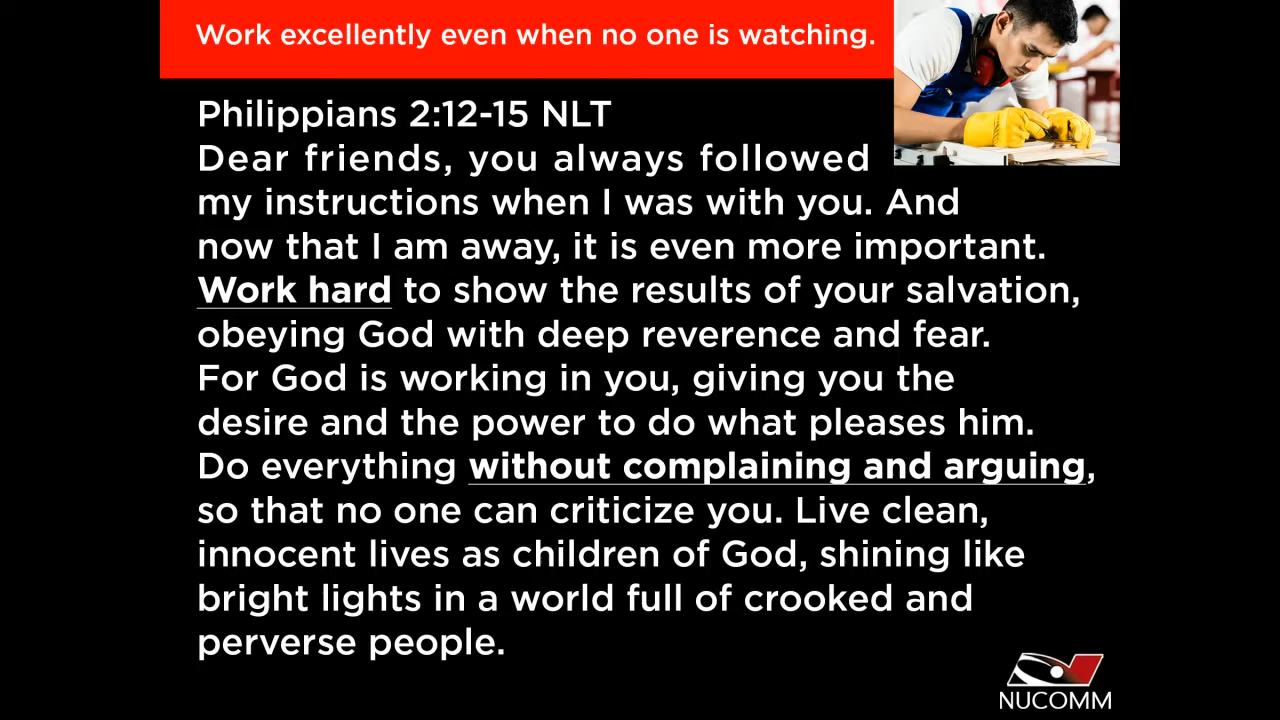 Work excellently even when no one is watching.
Philippians 2:12-15 NLT
Dear friends, you always followed
my instructions when I was with you. And
now that I am away, it is even more important.
Work hard to show the results of your salvation,
obeying God with deep reverence and fear.
For God is working in you, giving you the
desire and the power to do what pleases him.
Do everything without complaining and arguing,
so that no one can criticize you. Live clean,
innocent lives as children of God, shining like
bright lights in a world full of crooked and
perverse people.
NUCOMM